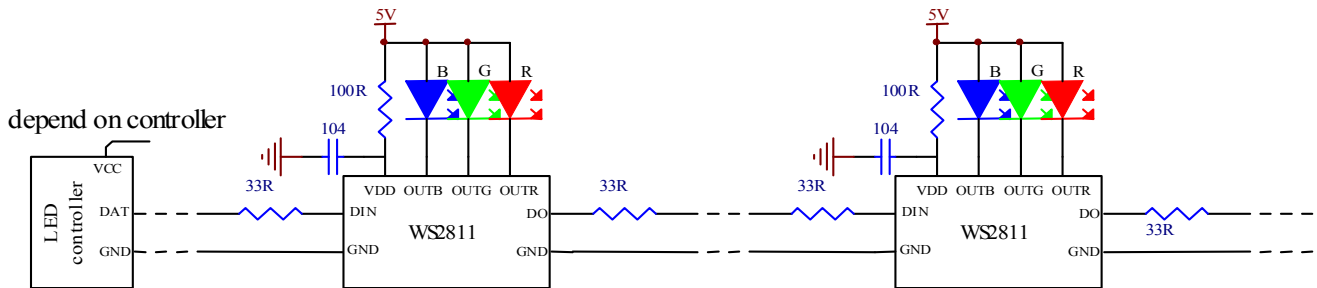 5V
5V
B
G
R
B
G
R
100R
100R
depend on controller
104
104
VCC
33R
VDD OUTB OUTG OUTR
33R
33R
VDD OUTB OUTG OUTR
LED
controller
DAT
DIN
DO
DIN
DO
WS2811
WS2811
33R
GND
GND
GND
GND
GND